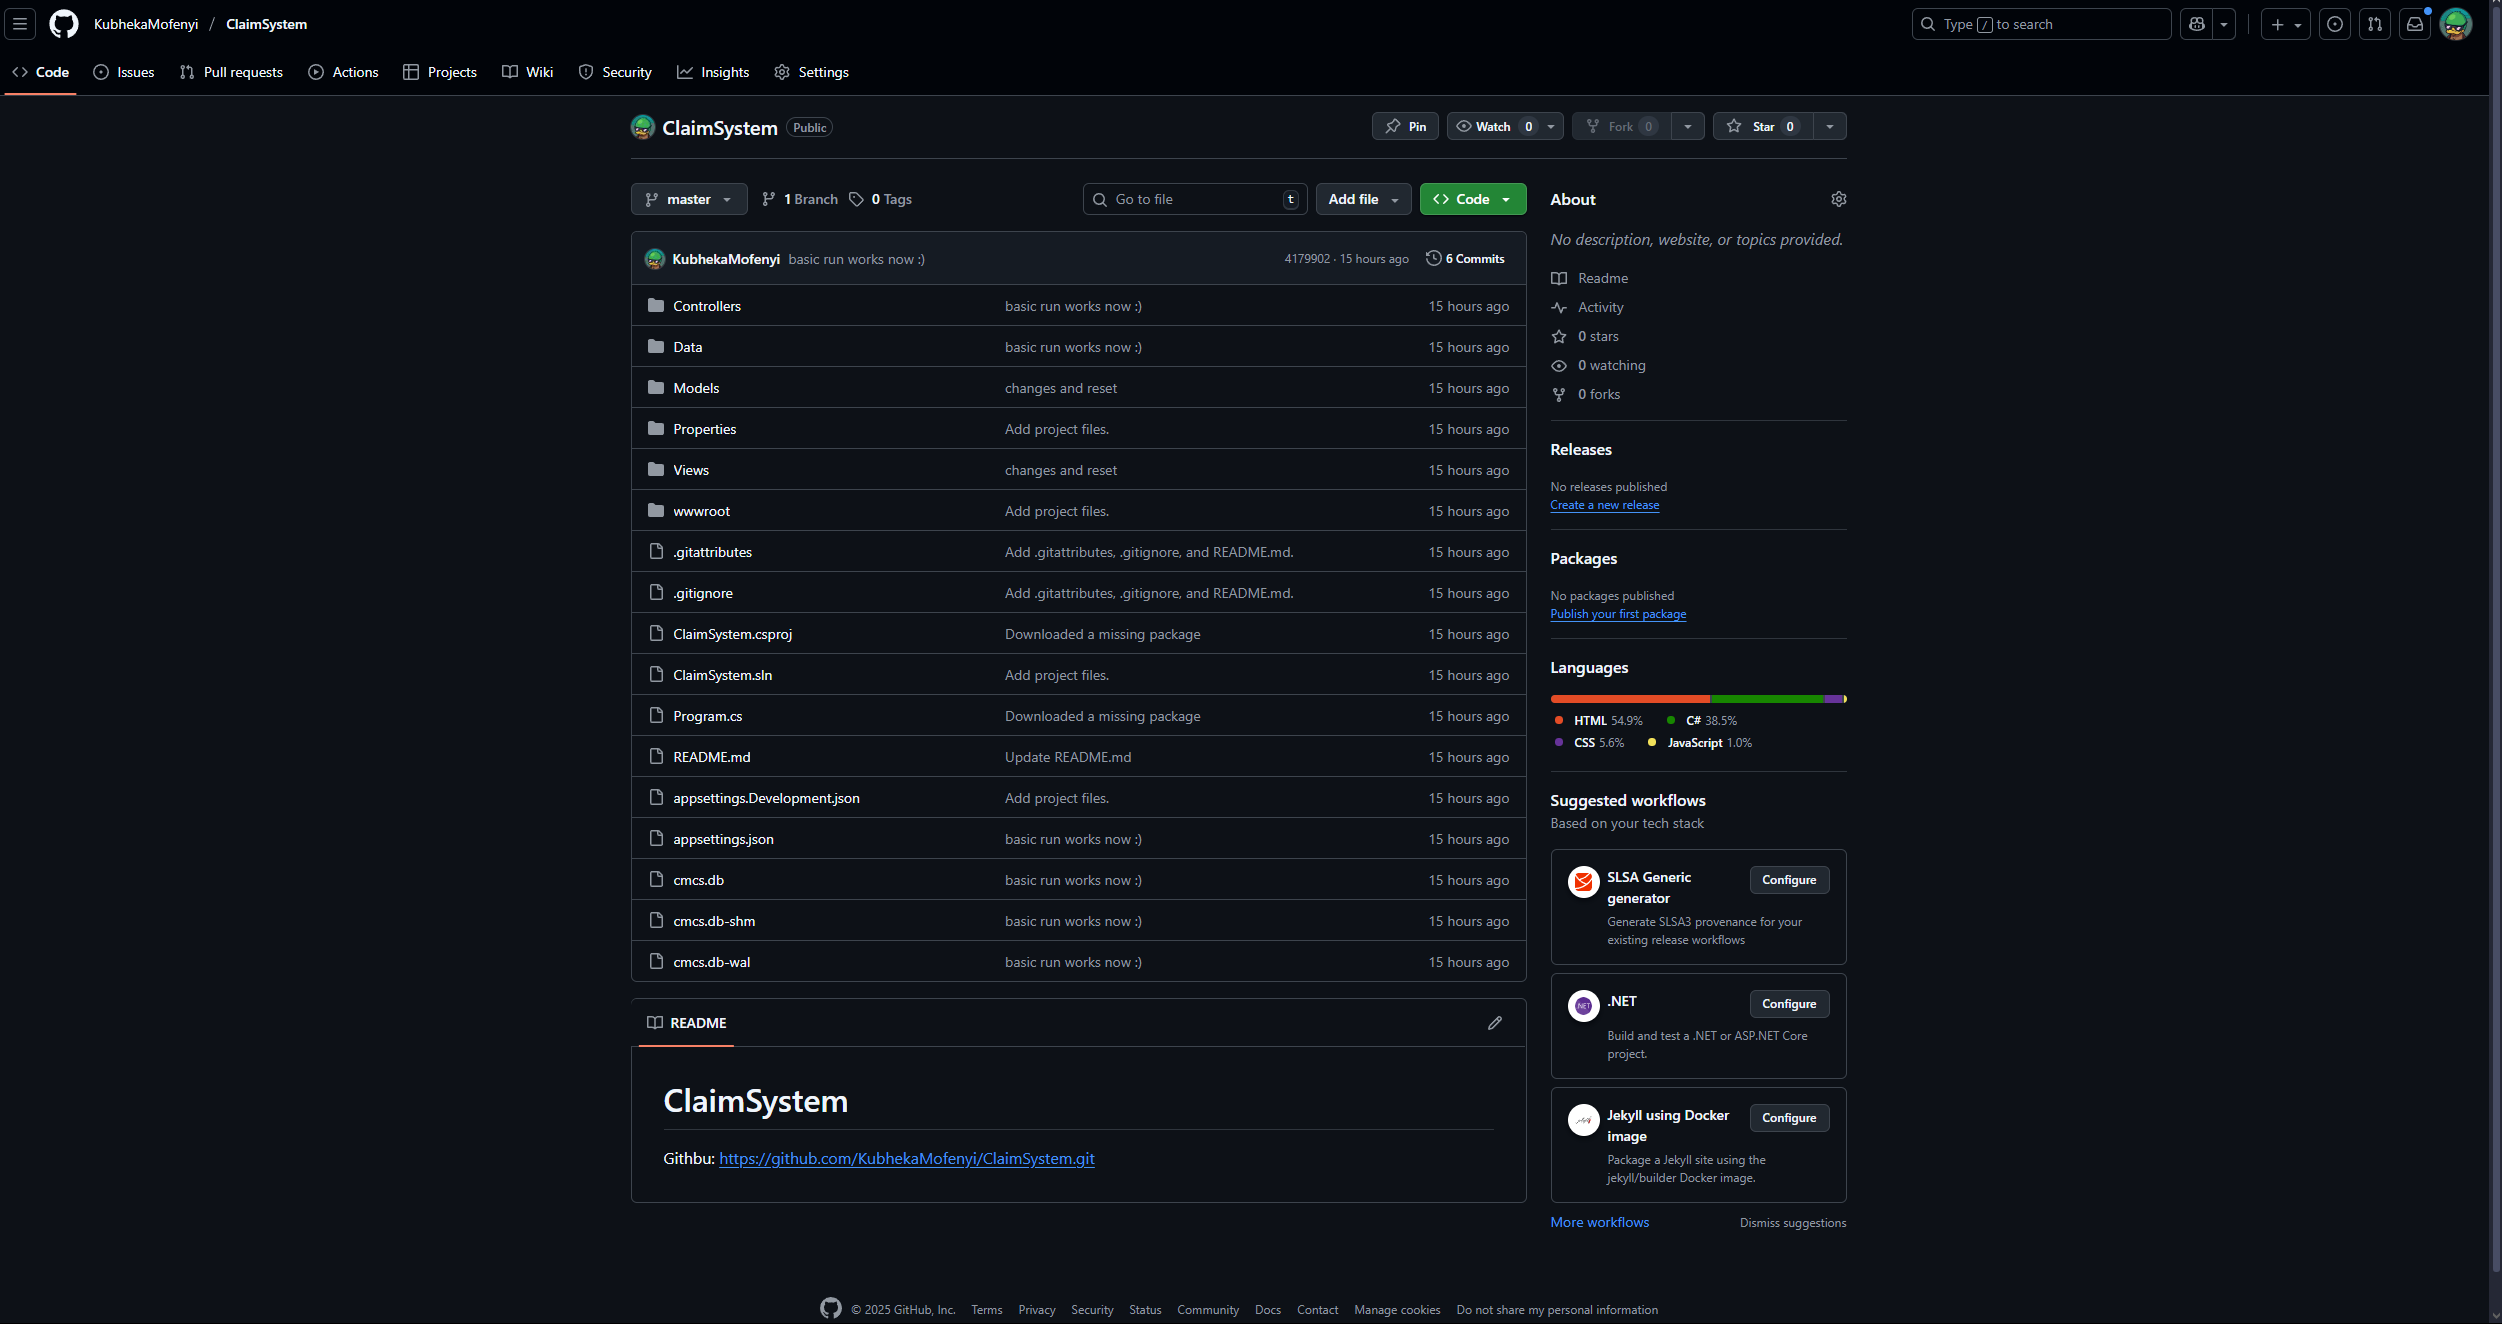 KubhekaMofenyi / ClaimSystem
Type / to search
Code Issues Pull requests Actions Projects Wiki Security Insights Settings
ClaimSystem Public
Pin Watch 0 Fork 0 Star 0
master 1 Branch 0 Tags Go to file t Add file Code
KubhekaMofenyi basic run works now :) 4179902 · 15 hours ago 6 Commits
Controllers basic run works now :) 15 hours ago
Data basic run works now :) 15 hours ago
Models changes and reset 15 hours ago
Properties Add project files. 15 hours ago
Views changes and reset 15 hours ago
wwwroot Add project files. 15 hours ago
.gitattributes Add .gitattributes, .gitignore, and README.md. 15 hours ago
.gitignore Add .gitattributes, .gitignore, and README.md. 15 hours ago
ClaimSystem.csproj Downloaded a missing package 15 hours ago
ClaimSystem.sln Add project files. 15 hours ago
Program.cs Downloaded a missing package 15 hours ago
README.md Update README.md 15 hours ago
appsettings.Development.json Add project files. 15 hours ago
appsettings.json basic run works now :) 15 hours ago
cmcs.db basic run works now :) 15 hours ago
cmcs.db-shm basic run works now :) 15 hours ago
cmcs.db-wal basic run works now :) 15 hours ago
README
ClaimSystem
Githbu: https://github.com/KubhekaMofenyi/ClaimSystem.git
About
No description, website, or topics provided.
Readme
Activity
0 stars
0 watching
0 forks
Releases
No releases published
Create a new release
Packages
No packages published
Publish your first package
Languages
HTML 54.9% C# 38.5%
CSS 5.6% JavaScript 1.0%
Suggested workflows
Based on your tech stack
SLSA Generic
generator
Configure
Generate SLSA3 provenance for your
existing release workflows
.NET
.NET
Configure
Build and test a .NET or ASP.NET Core
project.
Jekyll using Docker
image
Configure
Package a Jekyll site using the
jekyll/builder Docker image.
More workflows Dismiss suggestions
© 2025 GitHub, Inc. Terms Privacy Security Status Community Docs Contact Manage cookies Do not share my personal information